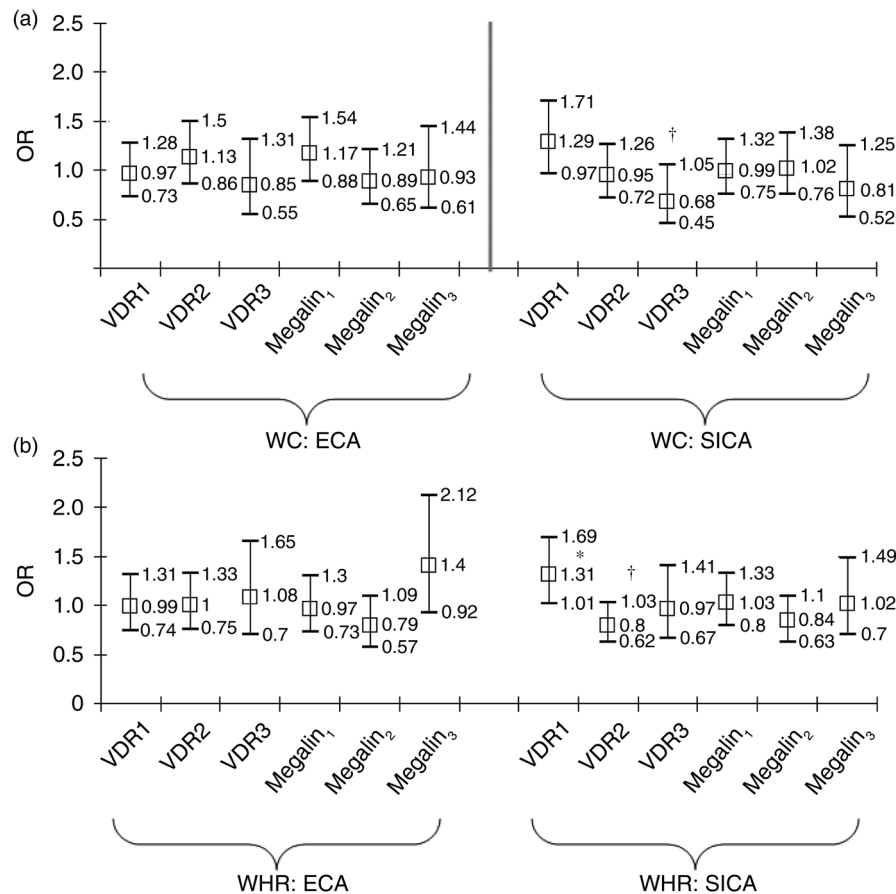 (a)
2.5
2.0
1.5
1.0
0.5
OR
1.28
0.97
0.73
1.5
1.13
0.86
1.31
0.85
0.55
1.54
1.17
0.88
1.21
0.89
0.65
1.44
0.93
0.61
1.71
1.29
0.97
1.26
0.95
0.72
†
1.05
0.68
0.45
1.32
0.99
0.75
1.38
1.02
0.76
1.25
0.81
0.52
VDR1
VDR2
VDR3
Megalin₁
Megalin₂
Megalin₃
VDR1
VDR2
VDR3
Megalin₁
Megalin₂
Megalin₃
WC: ECA
WC: SICA
(b)
2.5
2.0
1.5
1.0
0.5
0
OR
1.31
0.99
0.74
1.33
1
0.75
1.65
1.08
0.7
1.3
0.97
0.73
1.09
0.79
0.57
2.12
1.4
0.92
1.69
*
1.31
1.01
†
1.03
0.8
0.62
1.41
0.97
0.67
1.33
1.03
0.8
1.1
0.84
0.63
1.49
1.02
0.7
VDR1
VDR2
VDR3
Megalin₁
Megalin₂
Megalin₃
VDR1
VDR2
VDR3
Megalin₁
Megalin₂
Megalin₃
WHR: ECA
WHR: SICA